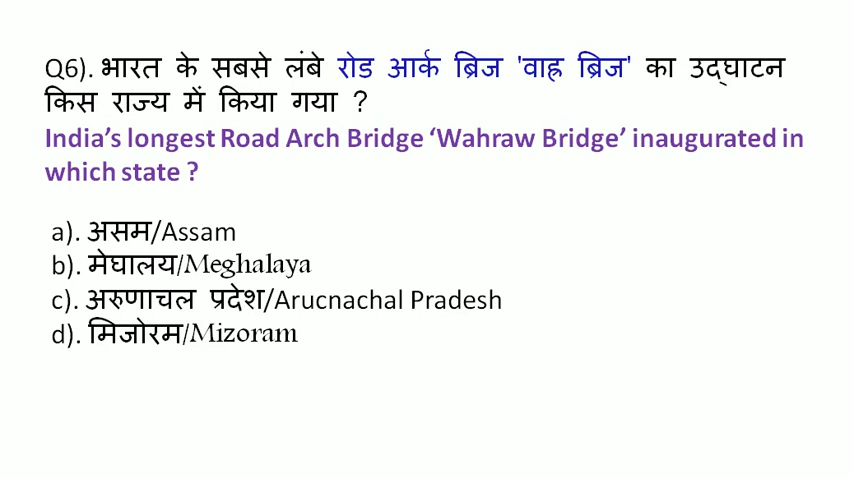 Q6). भारत के सबसे लंबे रोड आर्क ब्रिज 'वाह्र ब्रिज' का उद्घाटन
किस राज्य में किया गया ?
India's longest Road Arch Bridge ‘Wahraw Bridge’ inaugurated in
which state ?
a). असम/Assam
b). मेघालय/Meghalaya
c). अरुणाचल प्रदेश/Arucnachal Pradesh
d). मिजोरम/Mizoram